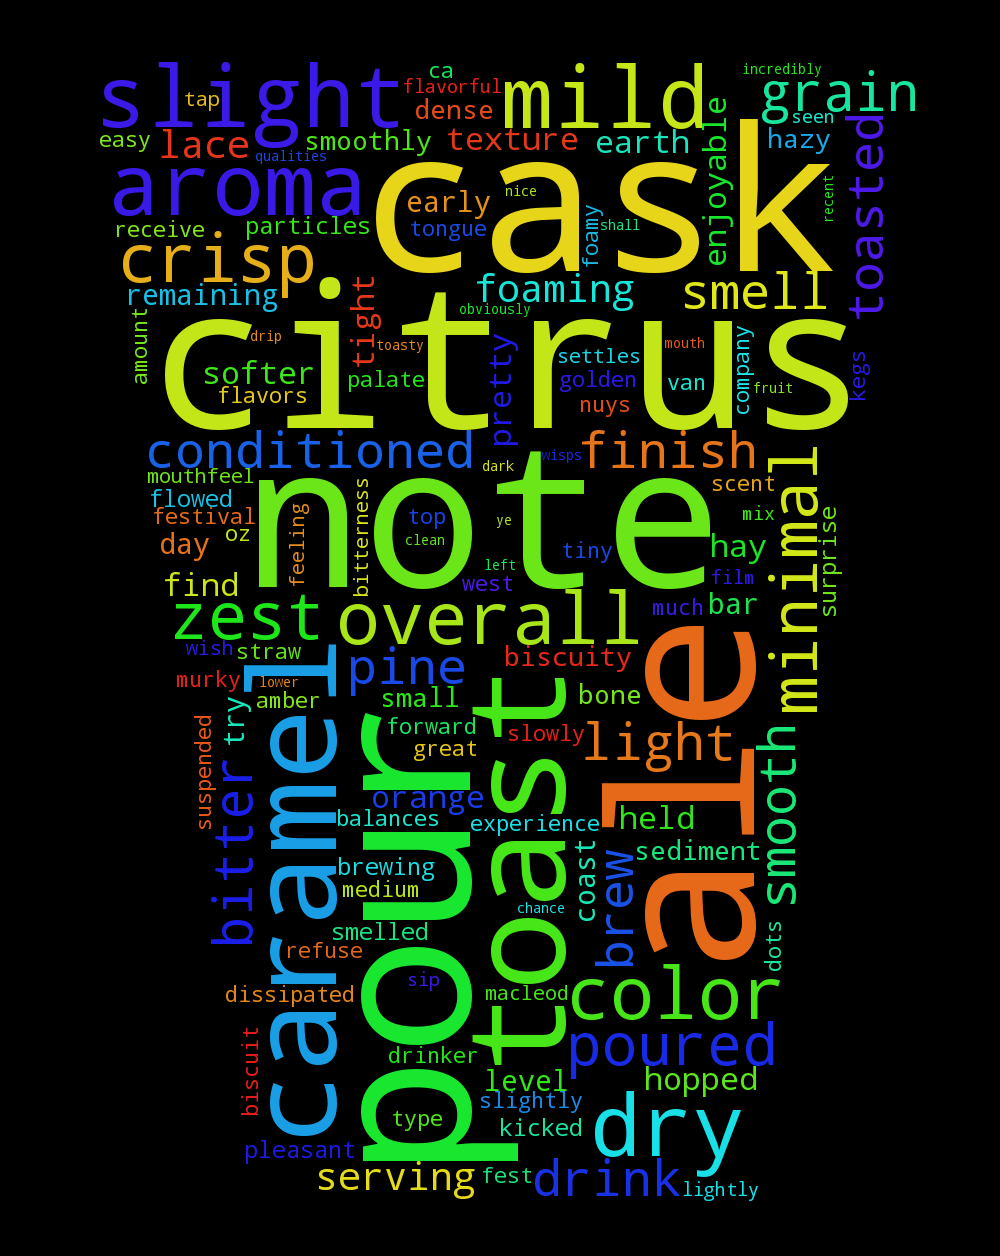 incredibly
ca
slight
mild
flavorful
tap
dense
grain
seen
easy
lace
smoothly
texture
earth
enjoyable
hazy
toasted
qualities
aroma
cask
nice
recent
early
foamy
shall
receive
particles
tongue
crisp
remaining
tight
foaming
smell
obviously
amount
citrus
drip
toasty
pretty
mouth
softer
palate
settles
golden
van
company
fruit
kegs
flavors
nuys
conditioned
finish
wisps
dark
minimal
mouthfeel
scent
flowed
festival
oz
feeling
bitterness
top
note
ye
mix
surprise
day
clean
tiny
hay
left
film
find
west
much
bar
zest
overall
wish
straw
biscuity
ale
murky
lower
caramel
pine
amber
small
bone
toast
try
forward
slowly
light
great
suspended
pour
smooth
bitter
orange
balances
experience
held
brewing
coast
brew
sediment
medium
chance
smelled
dots
refuse
sip
dissipated
macleod
color
biscuit
drinker
poured
level
hopped
slightly
type
kicked
dry
pleasant
serving
fest
drink
lightly